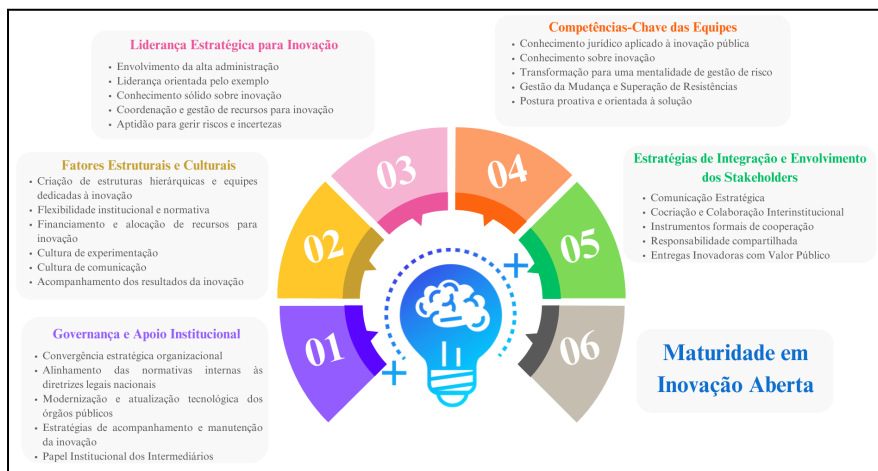 Liderança Estratégica para Inovação
• Envolvimento da alta administração
• Liderança orientada pelo exemplo
• Conhecimento sólido sobre inovação
• Coordenação e gestão de recursos para inovação
• Aptidão para gerir riscos e incertezas
Competências-Chave das Equipes
• Conhecimento jurídico aplicado à inovação pública
• Conhecimento sobre inovação
• Transformação para uma mentalidade de gestão de risco
• Gestão da Mudança e Superação de Resistências
• Postura proativa e orientada à solução
Fatores Estruturais e Culturais
• Criação de estruturas hierárquicas e equipes
dedicadas à inovação
• Flexibilidade institucional e normativa
• Financiamento e alocação de recursos para
inovação
• Cultura de experimentação
• Cultura de comunicação
• Acompanhamento dos resultados da inovação
Estratégias de Integração e Envolvimento
dos Stakeholders
• Comunicação Estratégica
• Cocriação e Colaboração Interinstitucional
• Instrumentos formais de cooperação
• Responsabilidade compartilhada
• Entregas Inovadoras com Valor Público
Governança e Apoio Institucional
• Convergência estratégica organizacional
• Alinhamento das normativas internas às
diretrizes legais nacionais
• Modernização e atualização tecnológica dos
órgãos públicos
• Estratégias de acompanhamento e manutenção
da inovação
• Papel Institucional dos Intermediários
01
02
03
04
05
06
Maturidade em
Inovação Aberta